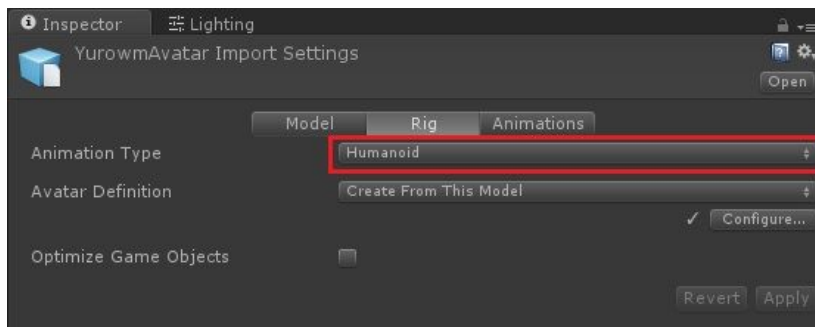 Inspector Lighting
YurowmAvatar Import Settings
Open
Model Rig Animations
Animation Type Humanoid
Avatar Definition Create From This Model
✓ Configure...
Optimize Game Objects
Revert Apply